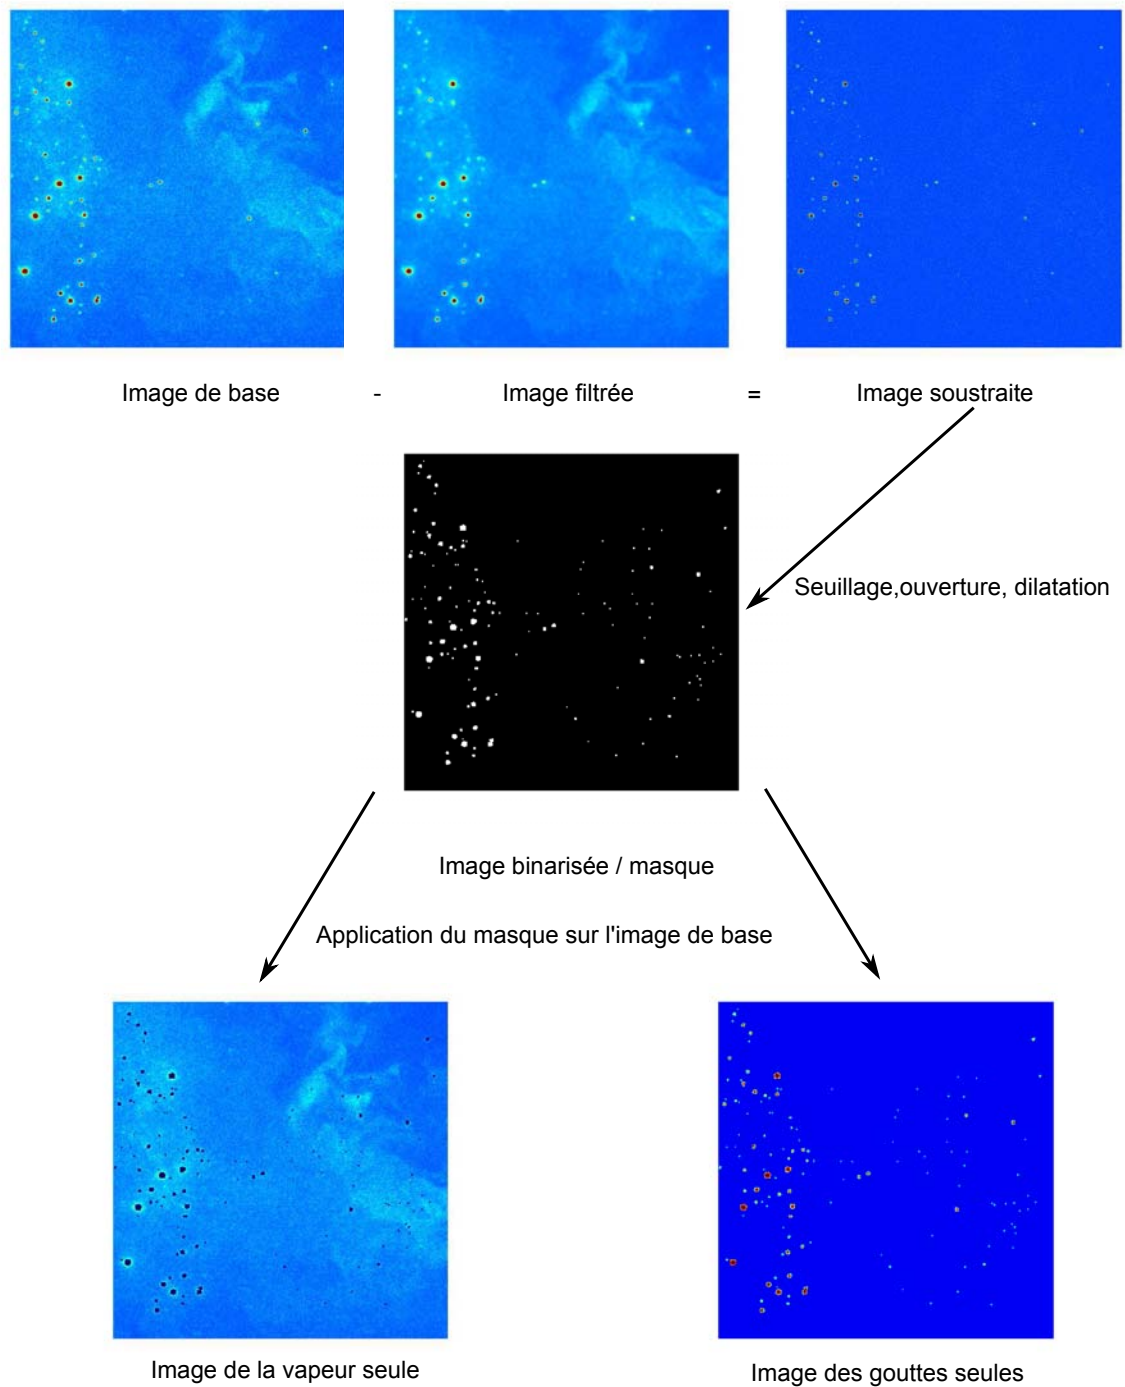 Image de base - Image filtrée = Image soustraite
Seuillage,ouverture, dilatation
Image binarisée / masque
Application du masque sur l'image de base
Image de la vapeur seule
Image des gouttes seules